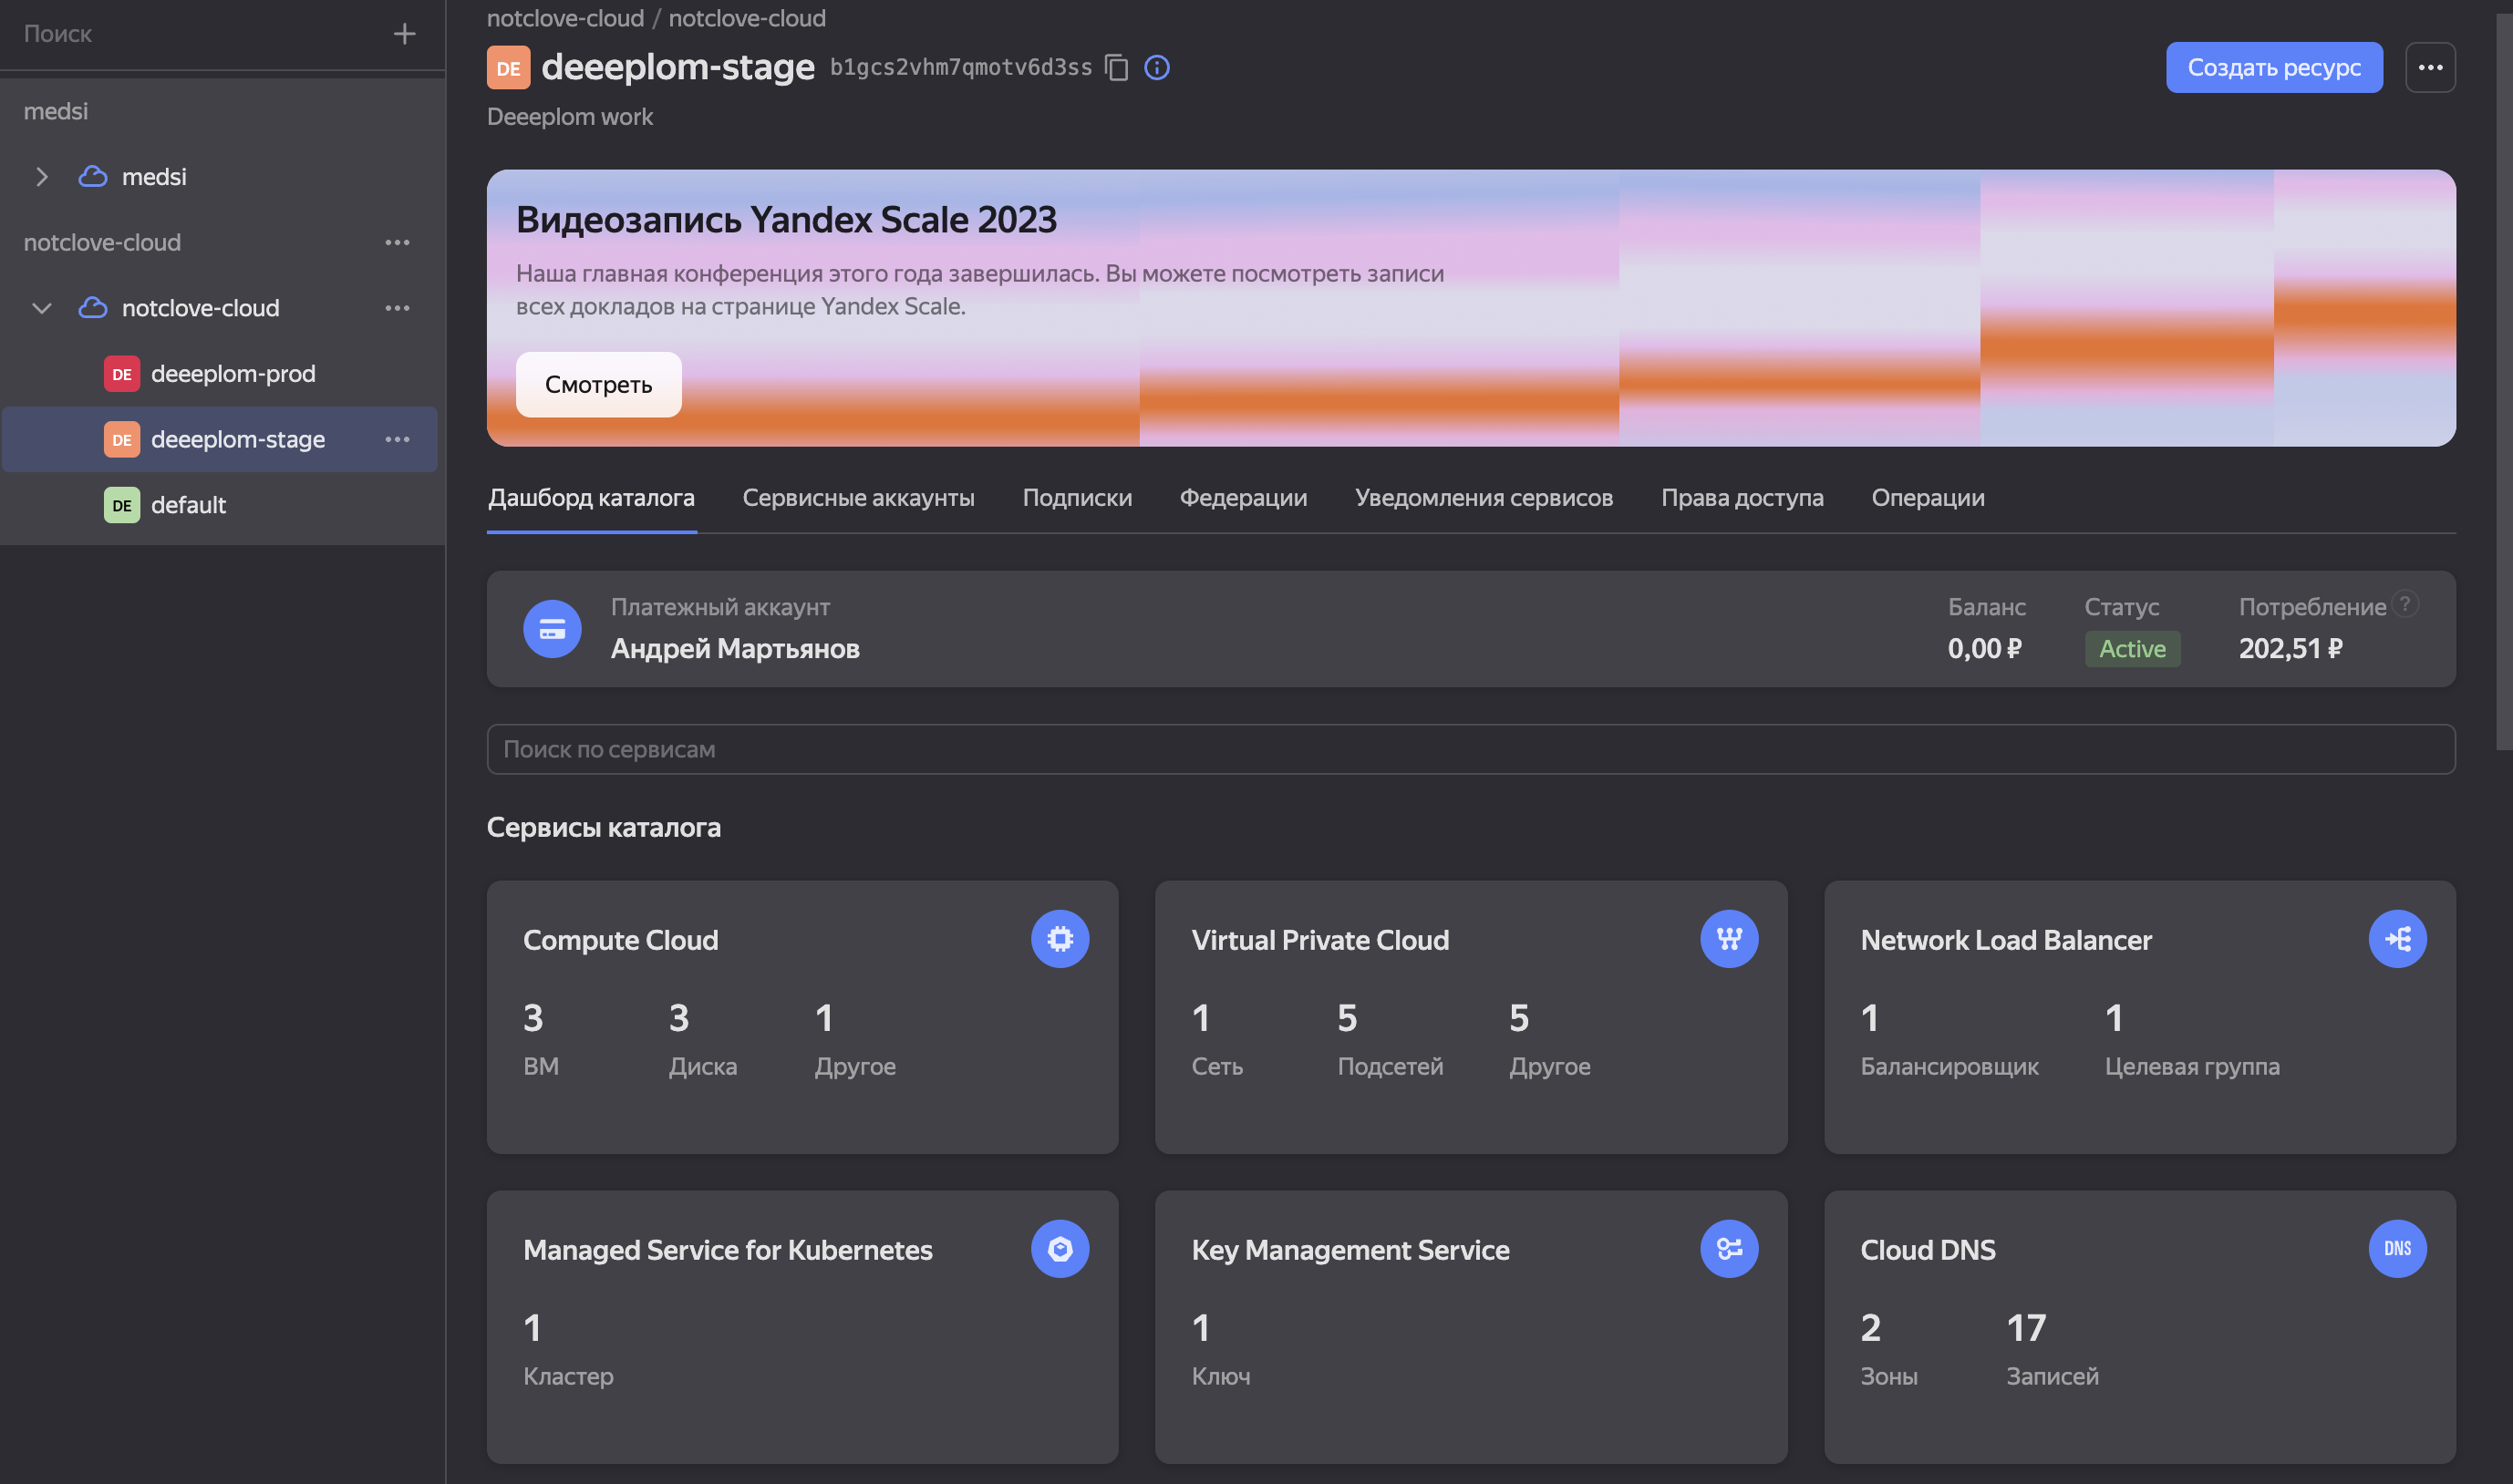 Поиск
medsi
medsi
notclove-cloud
notclove-cloud
DE deeeplom-prod
DE deeeplom-stage
DE default
notclove-cloud / notclove-cloud
DE deeeplom-stage b1gcs2vhm7qmotv6d3ss
Создать ресурс
Deeeplom work
Видеозапись Yandex Scale 2023
Наша главная конференция этого года завершилась. Вы можете посмотреть записи
всех докладов на странице Yandex Scale.
Смотреть
Дашборд каталога Сервисные аккаунты Подписки Федерации Уведомления сервисов Права доступа Операции
Платежный аккаунт Баланс Статус Потребление ?
Андрей Мартьянов 0,00 ₽ Active 202,51 ₽
Поиск по сервисам
Сервисы каталога
Compute Cloud
3 3 1
ВМ Диска Другое
Virtual Private Cloud
1 5 5
Сеть Подсетей Другое
Network Load Balancer
1 1
Балансировщик Целевая группа
Managed Service for Kubernetes
1
Кластер
Key Management Service
1
Ключ
Cloud DNS
DNS
2 17
Зоны Записей